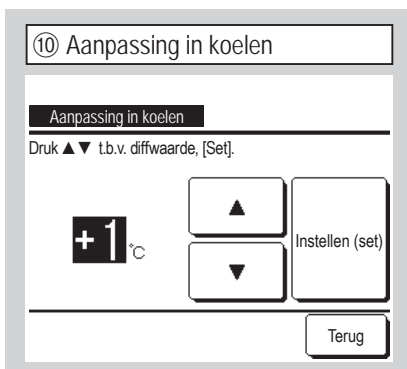 ⑩ Aanpassing in koelen
Aanpassing in koelen
Druk ▲▼ t.b.v. diffwaarde, [Set].
▲
+1 °C
Instellen (set)
▼
Terug